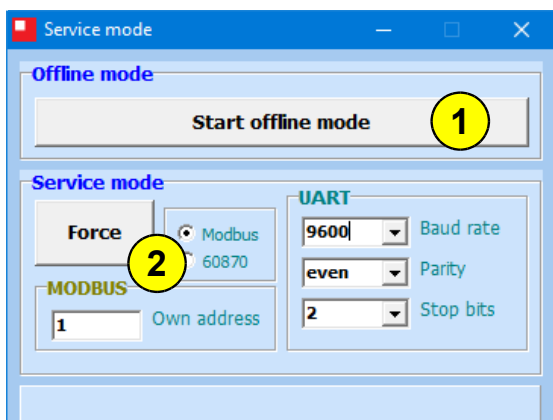 Service mode
Offline mode
Start offline mode
1
Service mode
Force
Modbus
60870
2
MODBUS
1
Own address
UART
9600
Baud rate
even
Parity
2
Stop bits